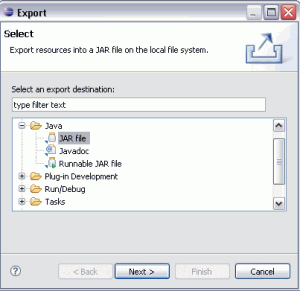 Export
Select
Export resources into a JAR file on the local file system.
Select an export destination:
type filter text
Java
JAR file
Javadoc
Runnable JAR file
Plug-in Development
Run/Debug
Tasks
?
< Back
Next >
Finish
Cancel